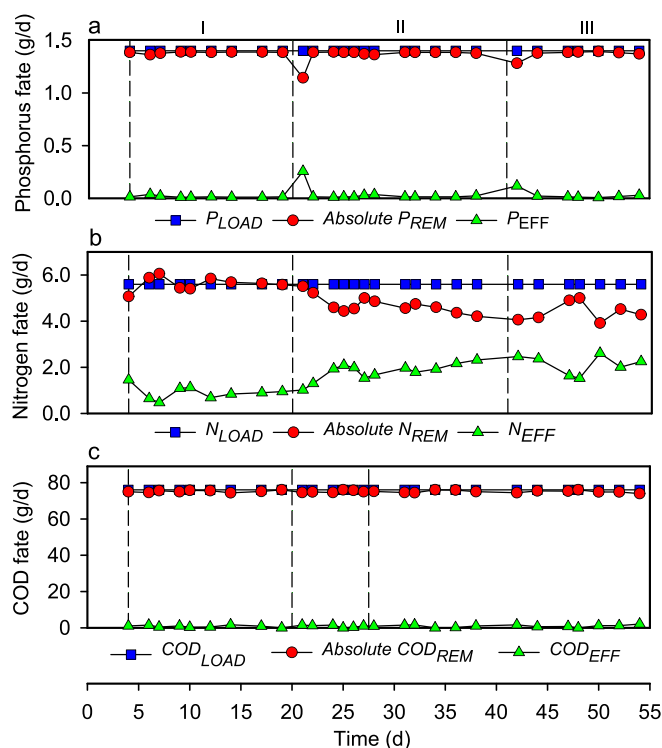 a I II III
Phosphorus fate (g/d)
1.5
1.0
0.5
0.0
P_LOAD Absolute P_REM P_EFF
b
Nitrogen fate (g/d)
6.0
4.0
2.0
0.0
N_LOAD Absolute N_REM N_EFF
c
COD fate (g/d)
80
60
40
20
0
COD_LOAD Absolute COD_REM COD_EFF
0 5 10 15 20 25 30 35 40 45 50 55
Time (d)